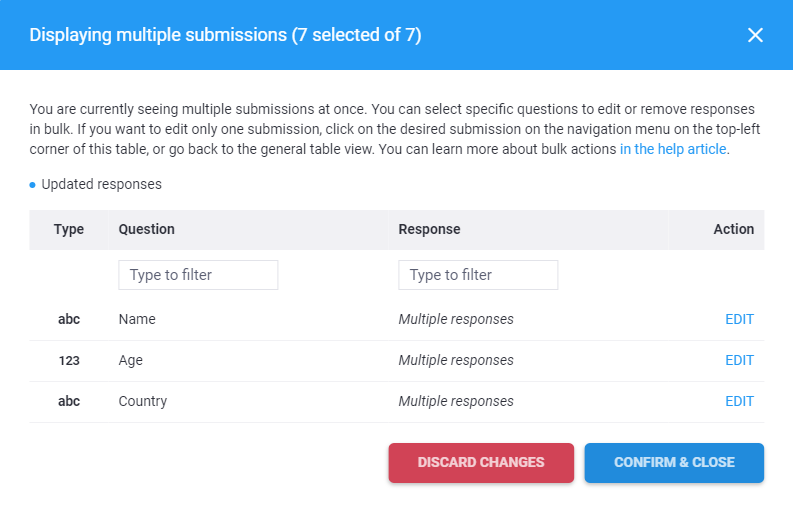 Displaying multiple submissions (7 selected of 7)
You are currently seeing multiple submissions at once. You can select specific questions to edit or remove responses
in bulk. If you want to edit only one submission, click on the desired submission on the navigation menu on the top-left
corner of this table, or go back to the general table view. You can learn more about bulk actions in the help article.
Updated responses
Type Question Response Action
Type to filter Type to filter
abc Name Multiple responses EDIT
123 Age Multiple responses EDIT
abc Country Multiple responses EDIT
DISCARD CHANGES CONFIRM & CLOSE